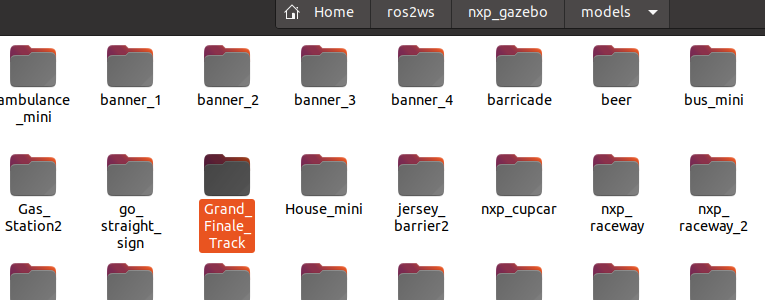 Home ros2ws nxp_gazebo models
ambulance
_mini
banner_1
banner_2
banner_3
banner_4
barricade
beer
bus_mini
Gas_
Station2
go_
straight_
sign
Grand_
Finale_
Track
House_mini
jersey_
barrier2
nxp_cupcar
nxp_
raceway
nxp_
raceway_2